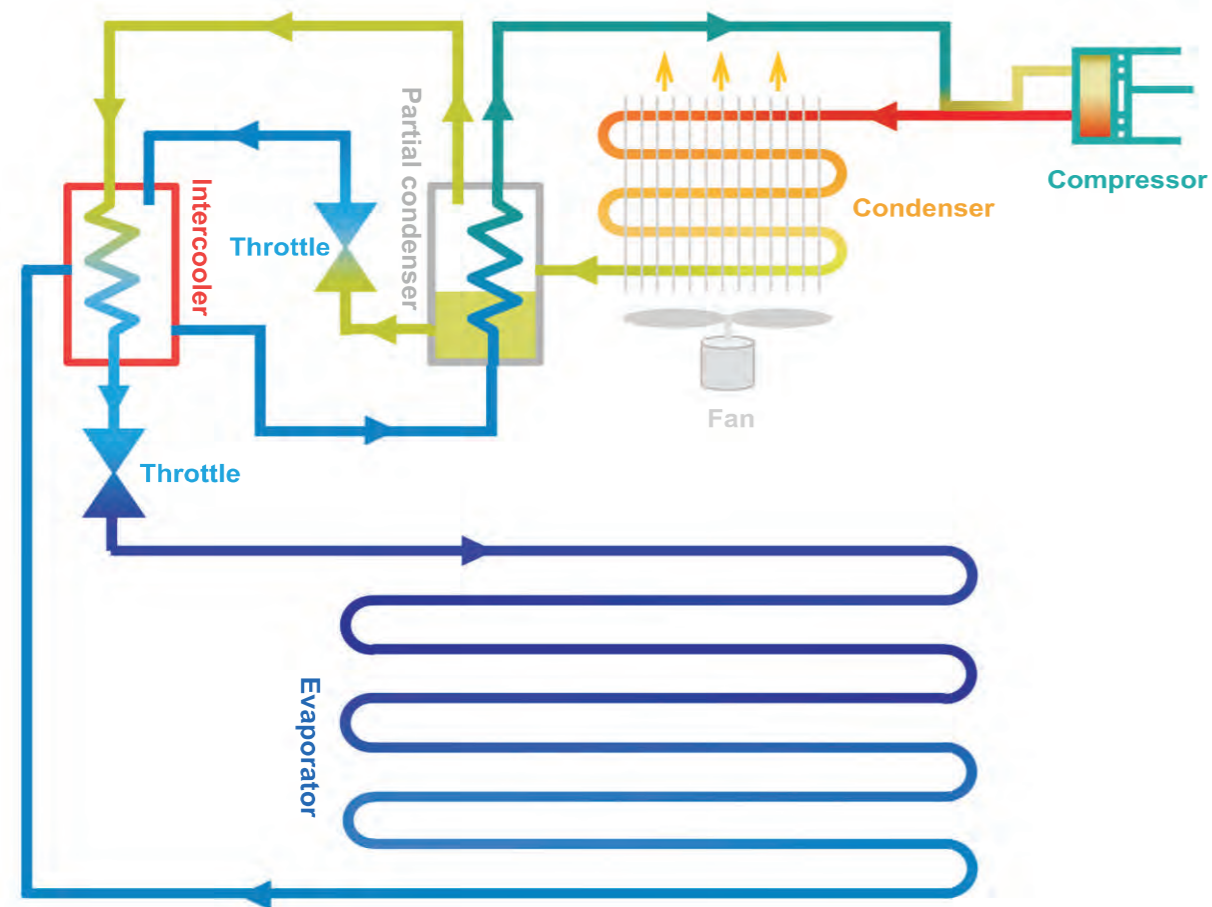 Partial condenser
Compressor
Intercooler
Condenser
Throttle
Fan
Throttle
Evaporator